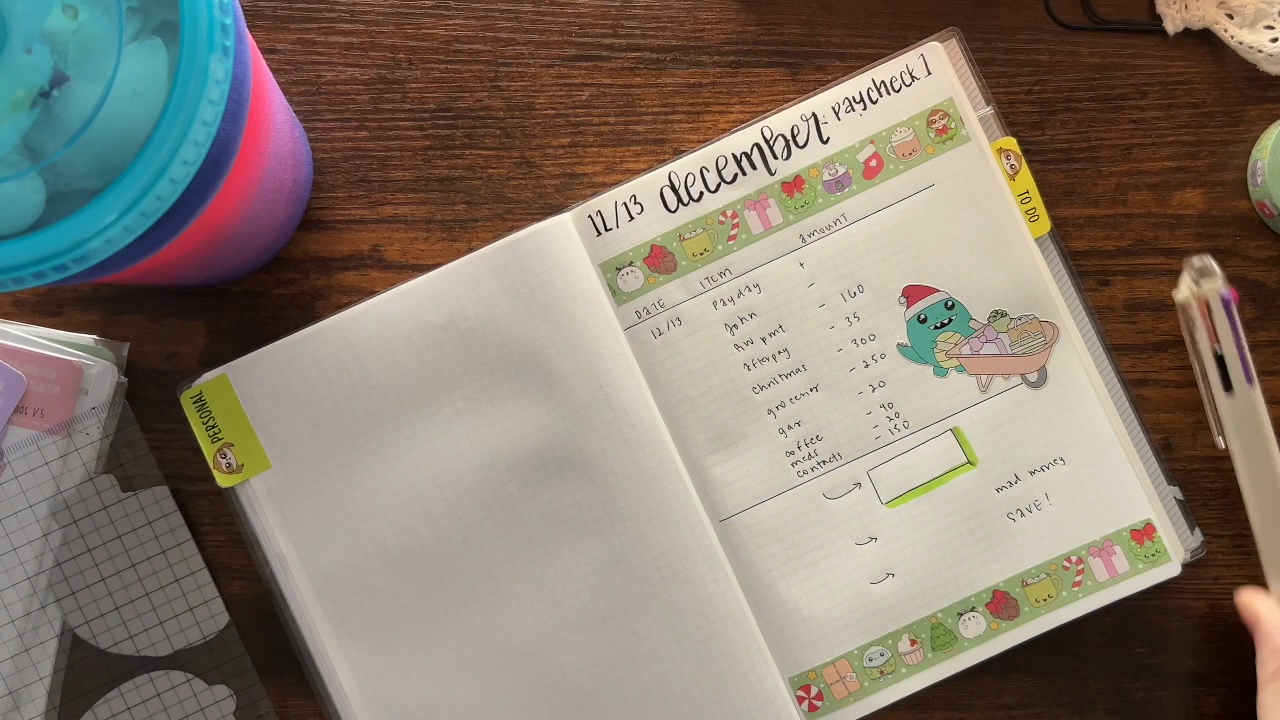 12/13 december: paycheck 1
DATE ITEM amount
12/13 Payday +
John -
AW pmt - 160
afterpay - 35
christmas - 300
groceries - 250
gas - 20
coffee - 40
meds - 20
contacts - 150
mad money
save!
TO DO
PERSONAL